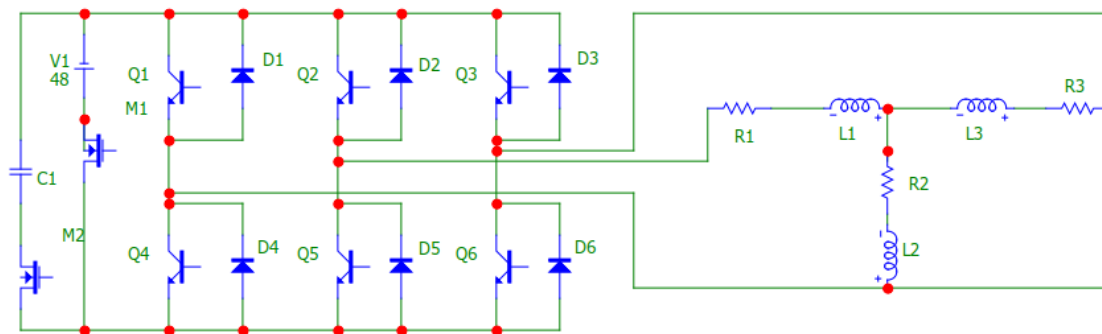 V1
48
Q1
M1
D1
Q2
D2
Q3
D3
R1
L1
L3
R3
C1
R2
M2
Q4
D4
Q5
D5
Q6
D6
L2
- +
- +
-
+